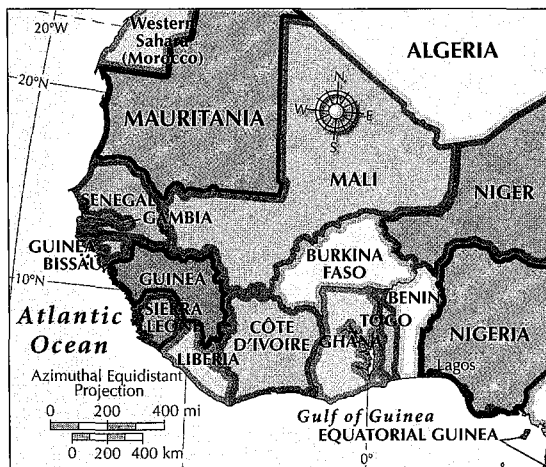 20°W
Western
Sahara
(Morocco)
ALGERIA
20°N
MAURITANIA
N
W E
S
MALI
NIGER
SENEGAL
GAMBIA
GUINEA
BISSAU
BURKINA
FASO
GUINEA
BENIN
10°N
SIERRA
LEONE
CÔTE
D'IVOIRE
GHANA
TOGO
NIGERIA
Atlantic
Ocean
LIBERIA
Lagos
Azimuthal Equidistant
Projection
0 200 400 mi
0 200 400 km
Gulf of Guinea
EQUATORIAL GUINEA
0°